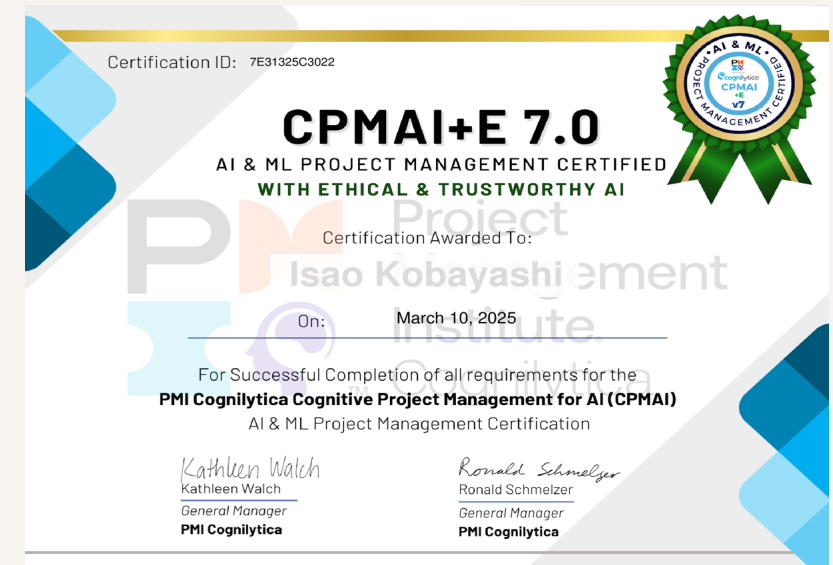 Certification ID: 7E31325C3022
AI & ML
PROJECT MANAGEMENT CERTIFIED
cognilytica
CPMAI
+E
v7
CPMAI+E 7.0
AI & ML PROJECT MANAGEMENT CERTIFIED
WITH ETHICAL & TRUSTWORTHY AI
Project
Certification Awarded To:
Isao Kobayashi
ement
On: March 10, 2025
Institute.
For Successful Completion of all requirements for the
Cognilytica
TM
PMI Cognilytica Cognitive Project Management for AI (CPMAI)
AI & ML Project Management Certification
Kathleen Walch Ronald Schmelzer
Kathleen Walch Ronald Schmelzer
General Manager General Manager
PMI Cognilytica PMI Cognilytica